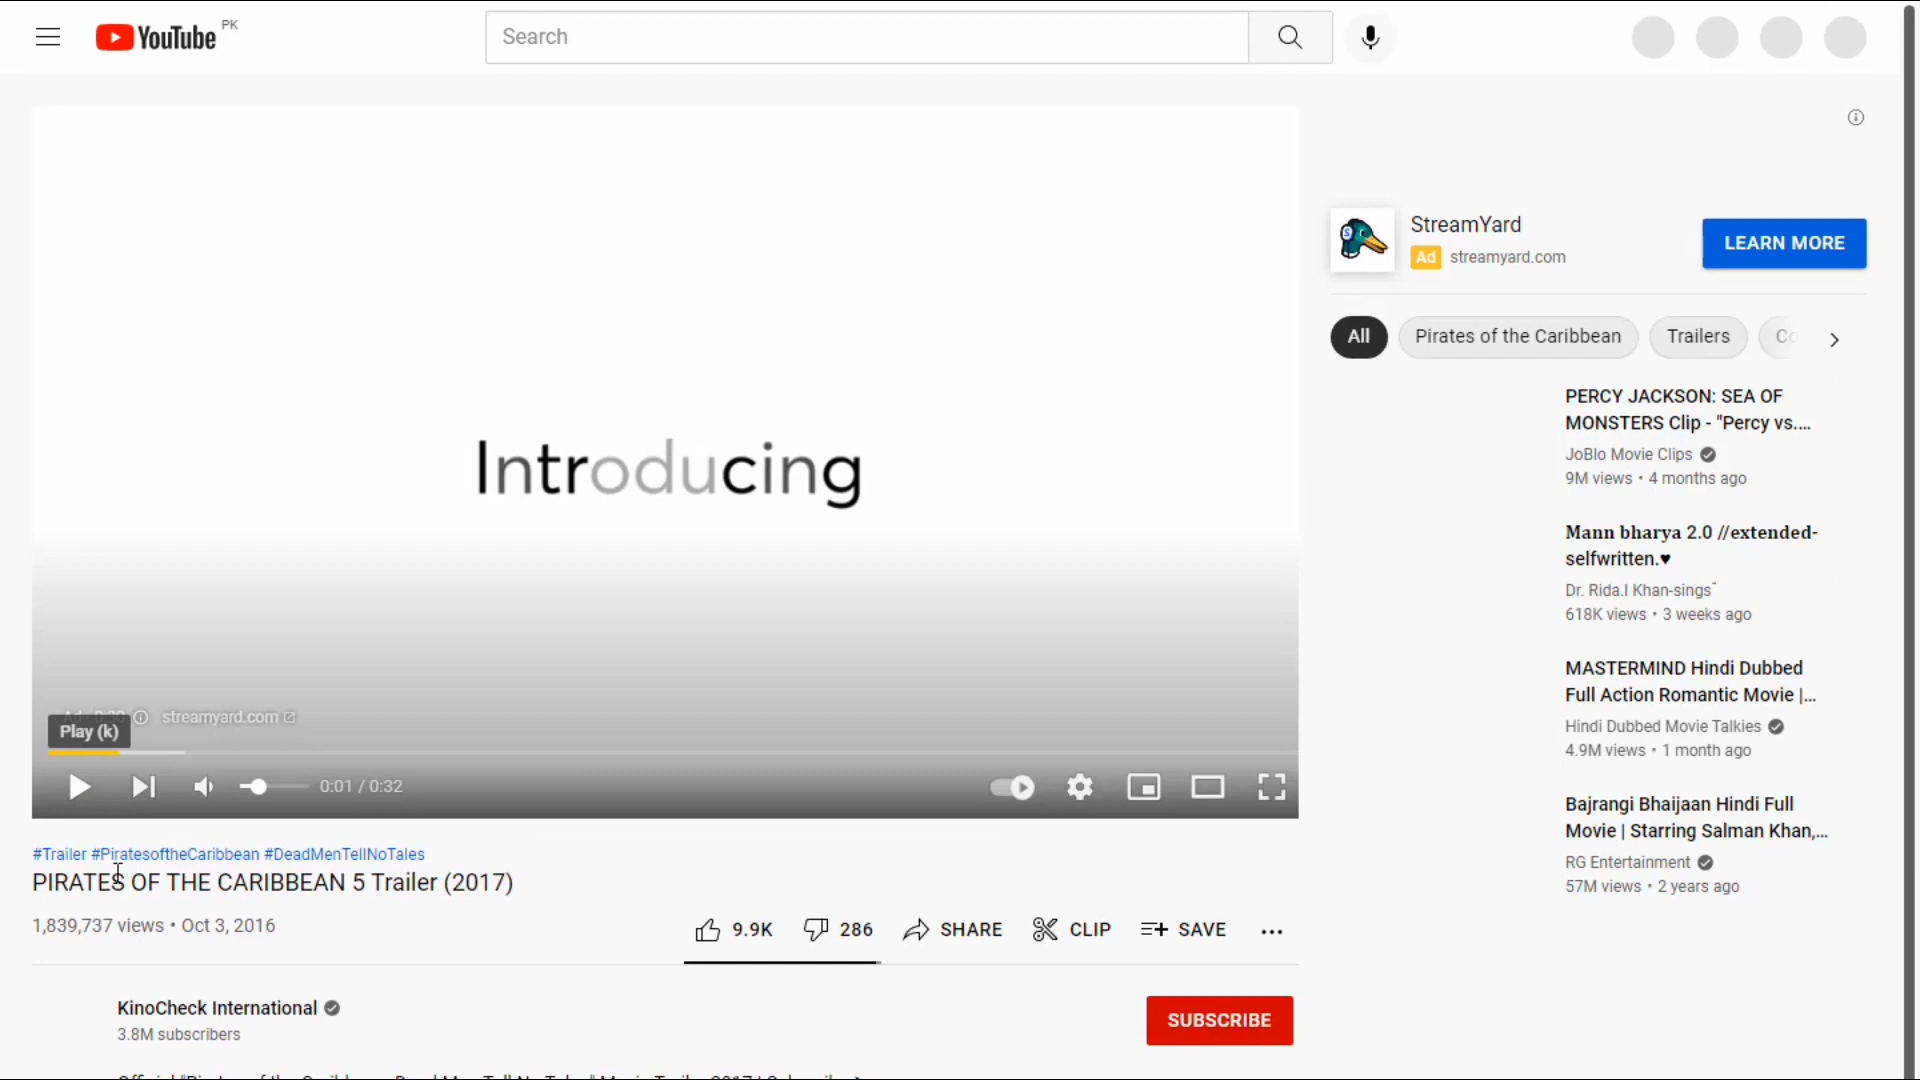 YouTube PK
Search
Introducing
streamyard.com
Play (k)
0:01 / 0:32
#Trailer #PiratesoftheCaribbean #DeadMenTellNoTales
PIRATES OF THE CARIBBEAN 5 Trailer (2017)
1,839,737 views • Oct 3, 2016
9.9K 286 SHARE CLIP SAVE
KinoCheck International
3.8M subscribers
SUBSCRIBE
StreamYard
Ad streamyard.com
LEARN MORE
All Pirates of the Caribbean Trailers
PERCY JACKSON: SEA OF
MONSTERS Clip - "Percy vs....
JoBlo Movie Clips
9M views • 4 months ago
Mann bharya 2.0 //extended-
selfwritten.♥
Dr. Rida.I Khan-sings
618K views • 3 weeks ago
MASTERMIND Hindi Dubbed
Full Action Romantic Movie |...
Hindi Dubbed Movie Talkies
4.9M views • 1 month ago
Bajrangi Bhaijaan Hindi Full
Movie | Starring Salman Khan,...
RG Entertainment
57M views • 2 years ago